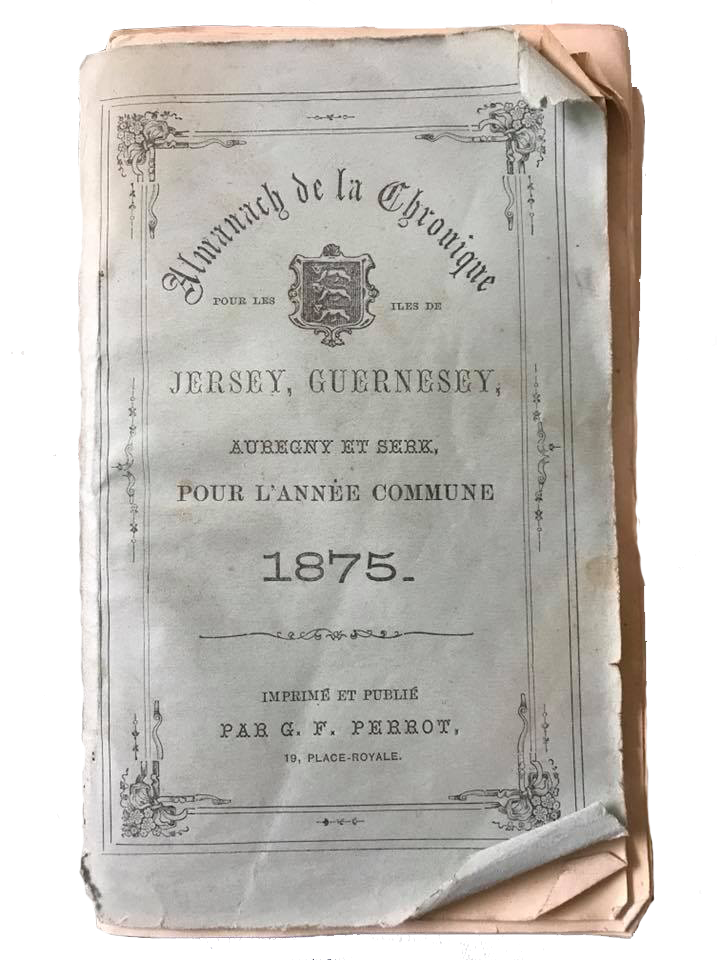 Almanach de la Chronique
POUR LES ILES DE
JERSEY, GUERNESEY,
AUREGNY ET SERK,
POUR L'ANNÉE COMMUNE
1875.
IMPRIMÉ ET PUBLIÉ
PAR G. F. PERROT,
19, PLACE-ROYALE.